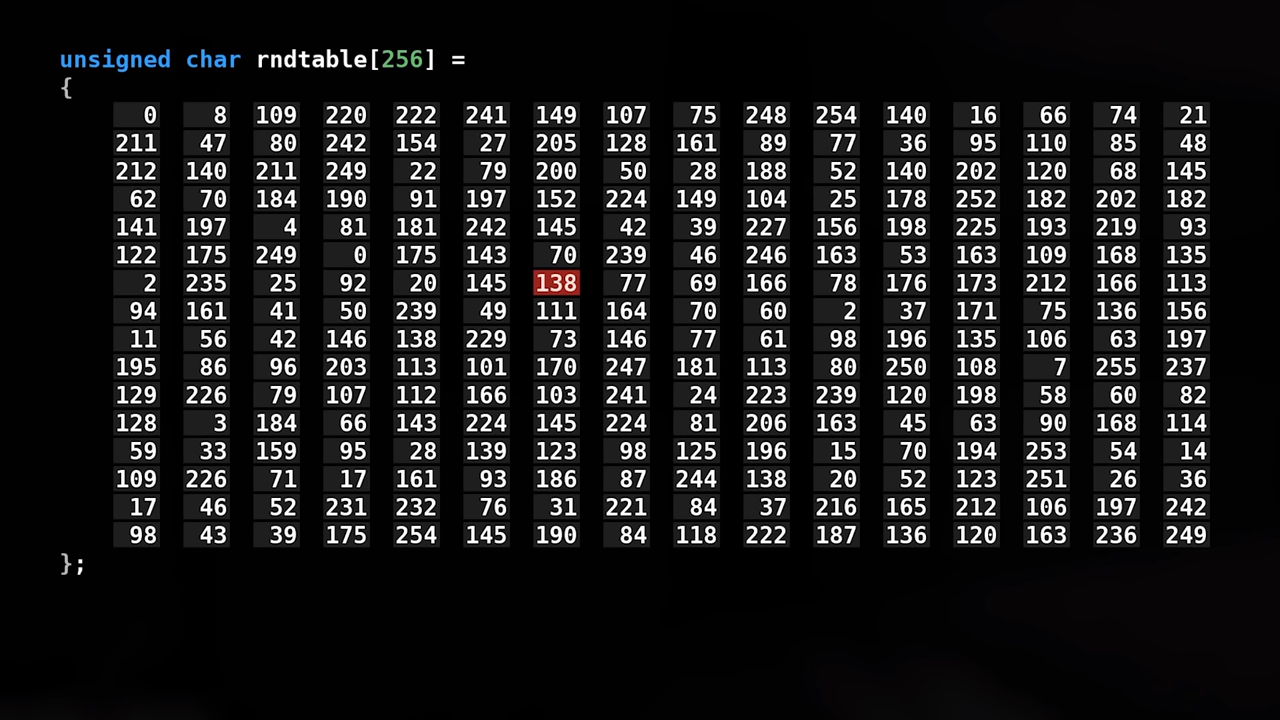 unsigned char rndtable[256] =
{
0 8 109 220 222 241 149 107 75 248 254 140 16 66 74 21
211 47 80 242 154 27 205 128 161 89 77 36 95 110 85 48
212 140 211 249 22 79 200 50 28 188 52 140 202 120 68 145
62 70 184 190 91 197 152 224 149 104 25 178 252 182 202 182
141 197 4 81 181 242 145 42 39 227 156 198 225 193 219 93
122 175 249 0 175 143 70 239 46 246 163 53 163 109 168 135
2 235 25 92 20 145 138 77 69 166 78 176 173 212 166 113
94 161 41 50 239 49 111 164 70 60 2 37 171 75 136 156
11 56 42 146 138 229 73 146 77 61 98 196 135 106 63 197
195 86 96 203 113 101 170 247 181 113 80 250 108 7 255 237
129 226 79 107 112 166 103 241 24 223 239 120 198 58 60 82
128 3 184 66 143 224 145 224 81 206 163 45 63 90 168 114
59 33 159 95 28 139 123 98 125 196 15 70 194 253 54 14
109 226 71 17 161 93 186 87 244 138 20 52 123 251 26 36
17 46 52 231 232 76 31 221 84 37 216 165 212 106 197 242
98 43 39 175 254 145 190 84 118 222 187 136 120 163 236 249
};